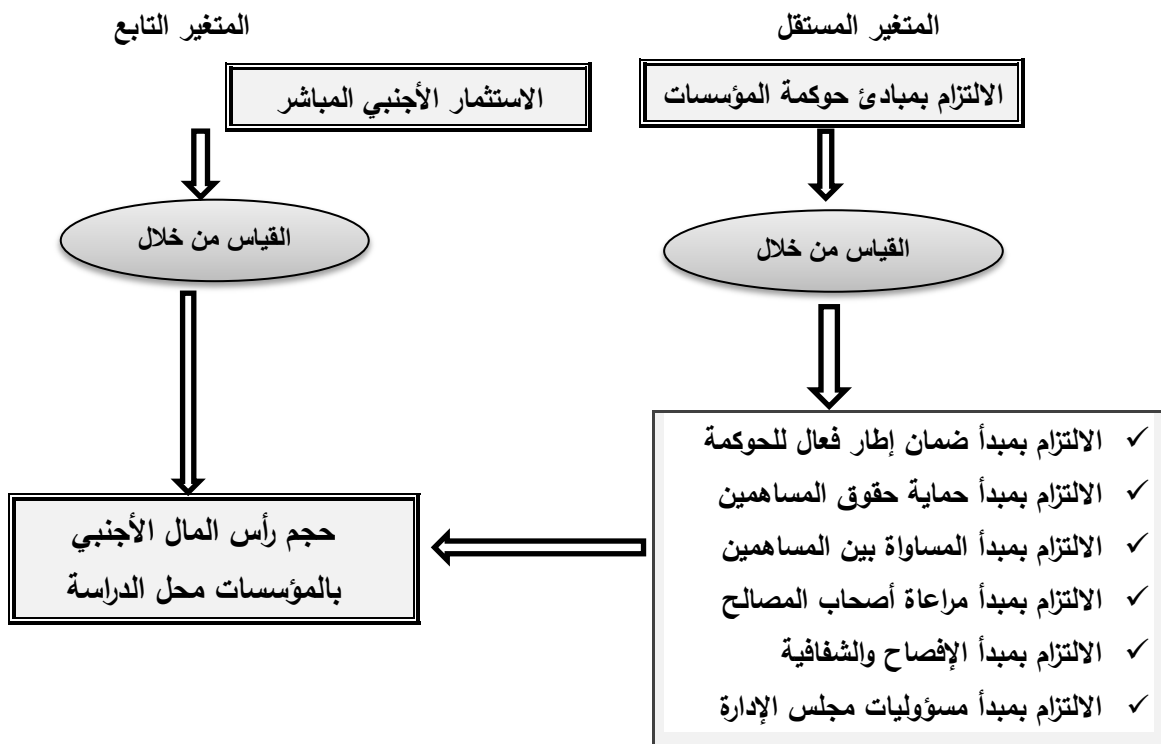 المتغير المستقل
المتغير التابع
الالتزام بمبادئ حوكمة المؤسسات
الاستثمار الأجنبي المباشر
القياس من خلال
القياس من خلال
✓ الالتزام بمبدأ ضمان إطار فعال للحوكمة
✓ الالتزام بمبدأ حماية حقوق المساهمين
✓ الالتزام بمبدأ المساواة بين المساهمين
✓ الالتزام بمبدأ مراعاة أصحاب المصالح
✓ الالتزام بمبدأ الإفصاح والشفافية
✓ الالتزام بمبدأ مسؤوليات مجلس الإدارة
حجم رأس المال الأجنبي
بالمؤسسات محل الدراسة